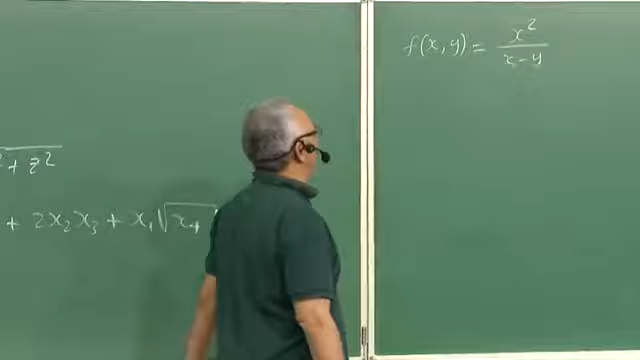 + z²
+ 2x₂x₃ + x₁√x₄
f(x, y) = x² / (x - y)